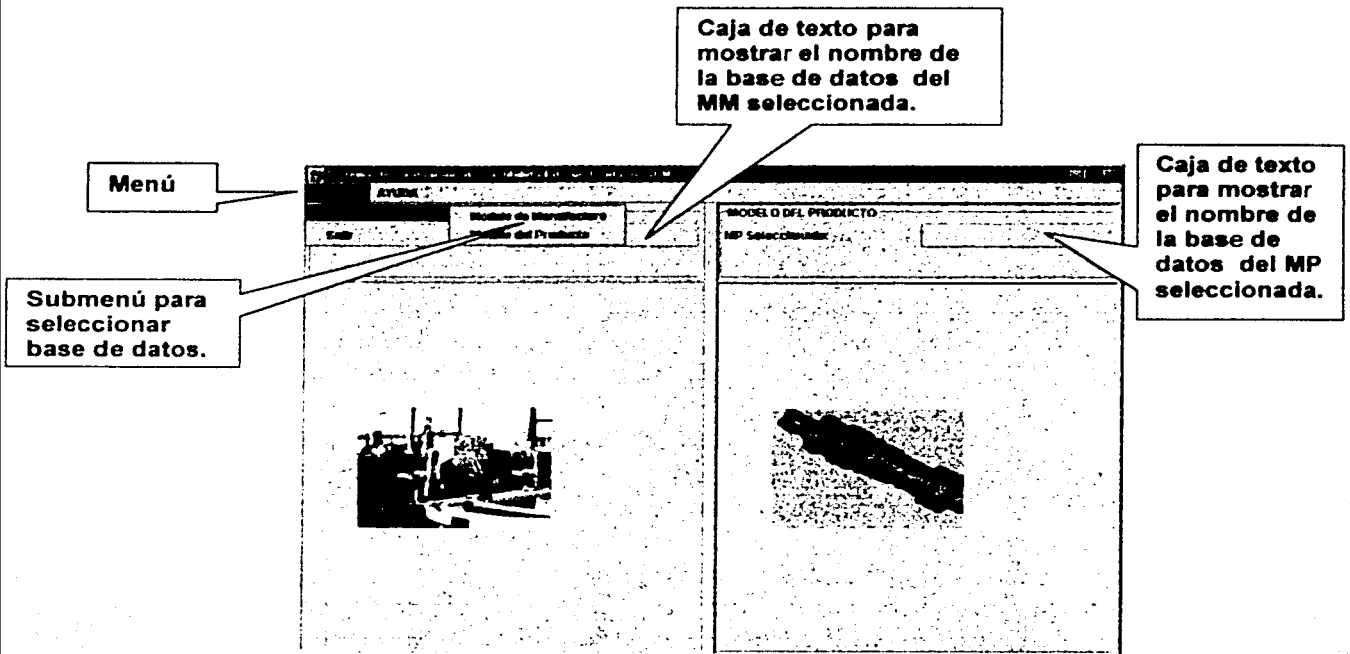 Caja de texto para
mostrar el nombre de
la base de datos del
MM seleccionada.
Menú
Caja de texto
para mostrar
el nombre de
la base de
datos del MP
seleccionada.
Submenú para
seleccionar
base de datos.
AYUDA
Modelo de Manufactura
Modelo del Producto
Salir
MODELO DEL PRODUCTO
MP Seleccionado: